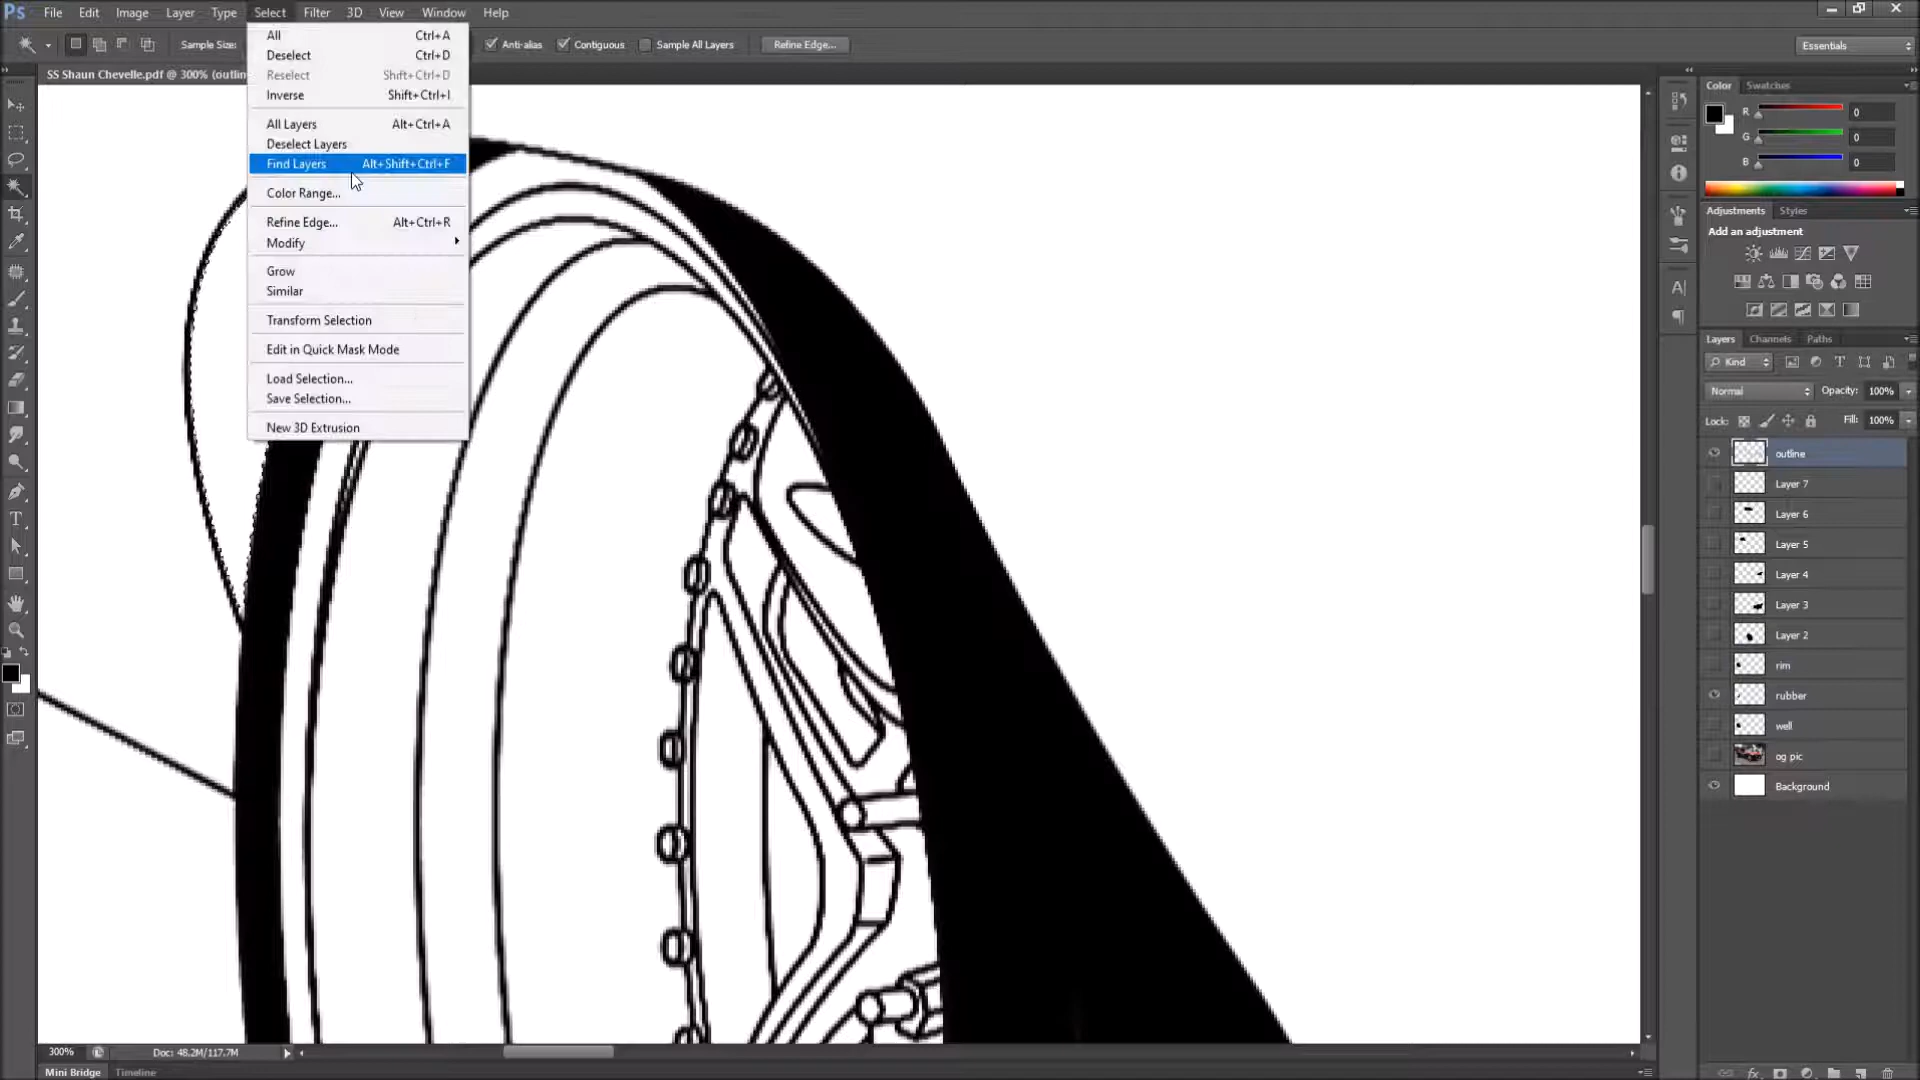 Ps File Edit Image Layer Type Select Filter 3D View Window Help
Sample Size: Anti-alias Contiguous Sample All Layers Refine Edge... Essentials
SS Shaun Chevelle.pdf @ 300% (outlin
All Ctrl+A
Deselect Ctrl+D
Reselect Shift+Ctrl+D
Inverse Shift+Ctrl+I
All Layers Alt+Ctrl+A
Deselect Layers
Find Layers Alt+Shift+Ctrl+F
Color Range...
Refine Edge... Alt+Ctrl+R
Modify
Grow
Similar
Transform Selection
Edit in Quick Mask Mode
Load Selection...
Save Selection...
New 3D Extrusion
Color Swatches
R 0
G 0
B 0
Adjustments Styles
Add an adjustment
Layers Channels Paths
Kind
Normal Opacity: 100%
Lock: Fill: 100%
outline
Layer 7
Layer 6
Layer 5
Layer 4
Layer 3
Layer 2
rim
rubber
well
og pic
Background
300% Doc: 48.2M/117.7M
Mini Bridge Timeline